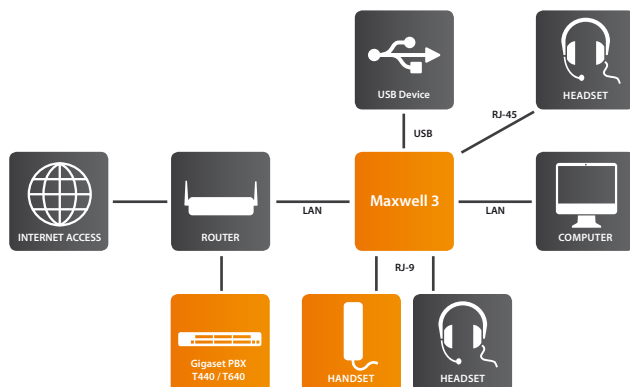 USB Device
HEADSET
RJ-45
USB
Maxwell 3
INTERNET ACCESS
ROUTER
LAN
LAN
COMPUTER
RJ-9
Gigaset PBX
T440 / T640
HANDSET
HEADSET